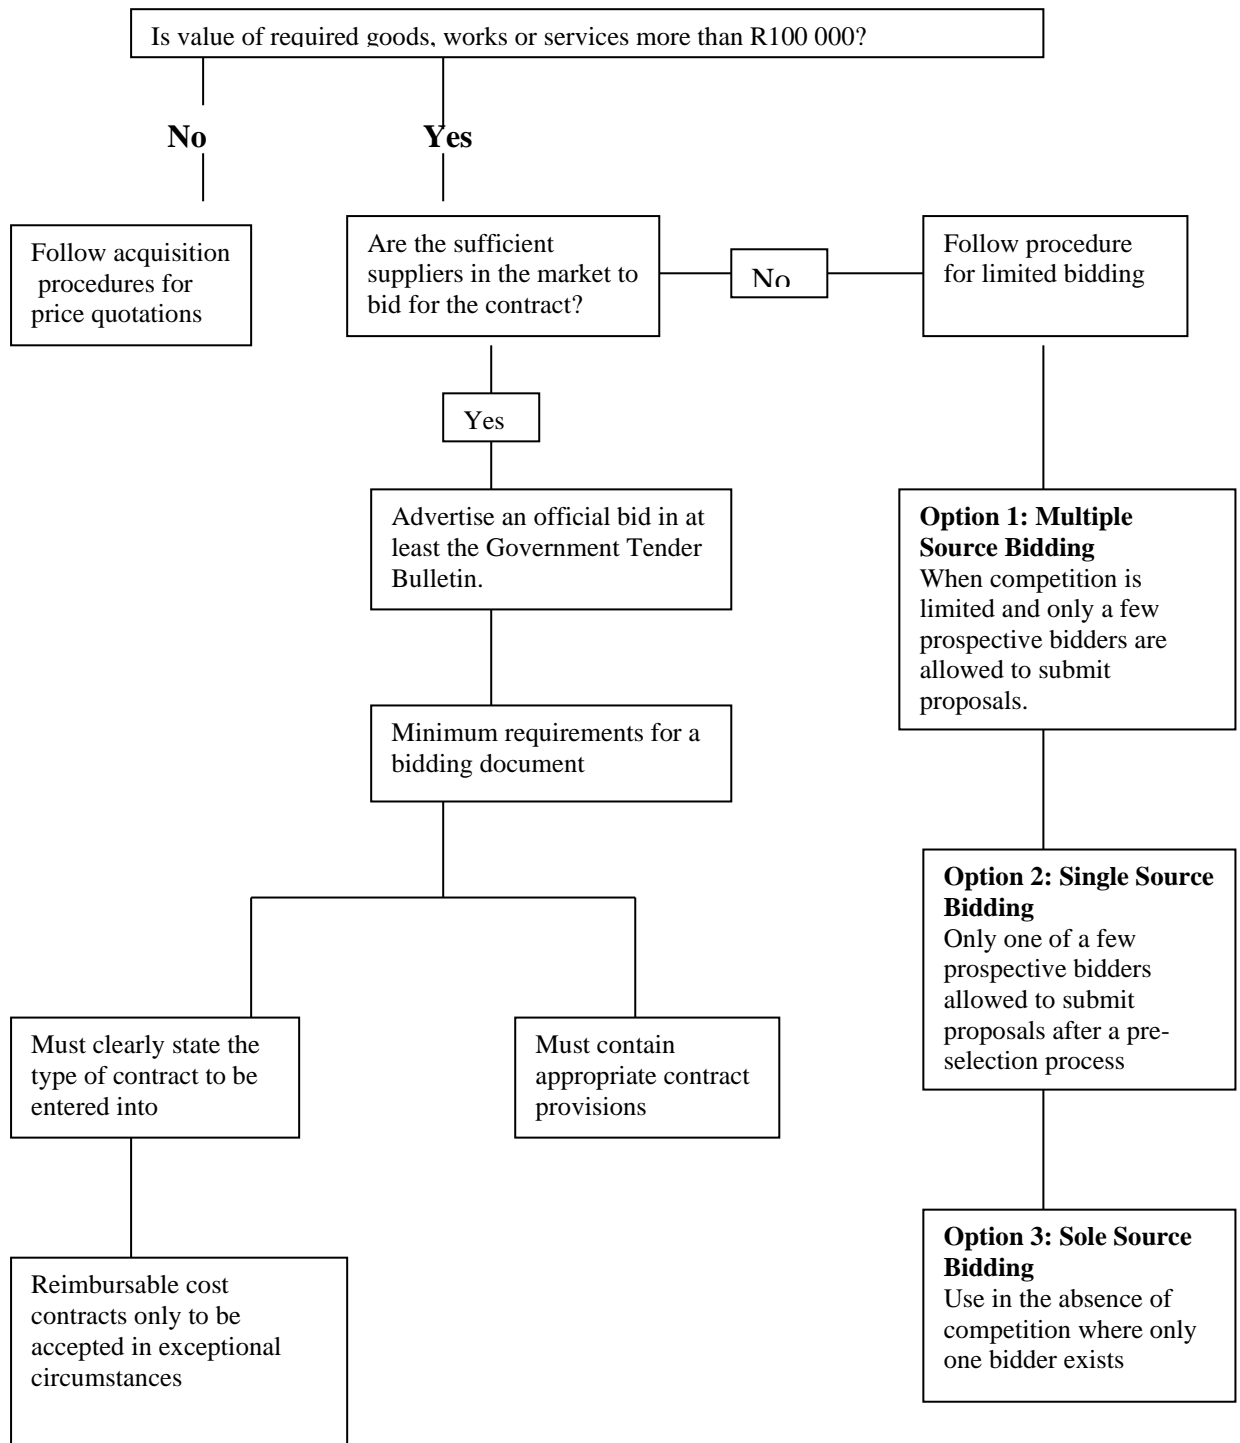 Is value of required goods, works or services more than R100 000?
No
Yes
Follow acquisition
procedures for
price quotations
Are the sufficient
suppliers in the market to
bid for the contract?
No
Follow procedure
for limited bidding
Yes
Advertise an official bid in at
least the Government Tender
Bulletin.
Option 1: Multiple
Source Bidding
When competition is
limited and only a few
prospective bidders are
allowed to submit
proposals.
Minimum requirements for a
bidding document
Option 2: Single Source
Bidding
Only one of a few
prospective bidders
allowed to submit
proposals after a pre-
selection process
Must clearly state the
type of contract to be
entered into
Must contain
appropriate contract
provisions
Option 3: Sole Source
Bidding
Use in the absence of
competition where only
one bidder exists
Reimbursable cost
contracts only to be
accepted in exceptional
circumstances